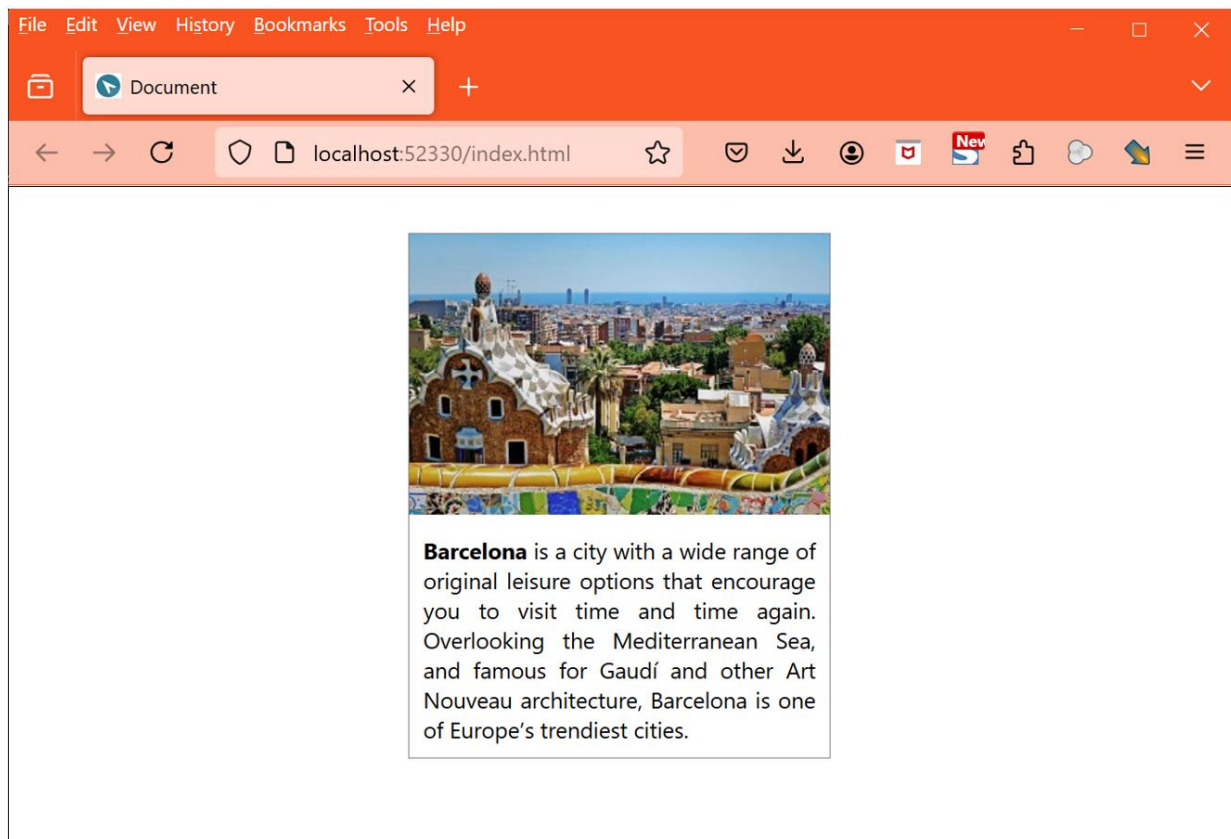 File Edit View History Bookmarks Tools Help
Document
localhost:52330/index.html
New
Barcelona is a city with a wide range of
original leisure options that encourage
you to visit time and time again.
Overlooking the Mediterranean Sea,
and famous for Gaudí and other Art
Nouveau architecture, Barcelona is one
of Europe’s trendiest cities.